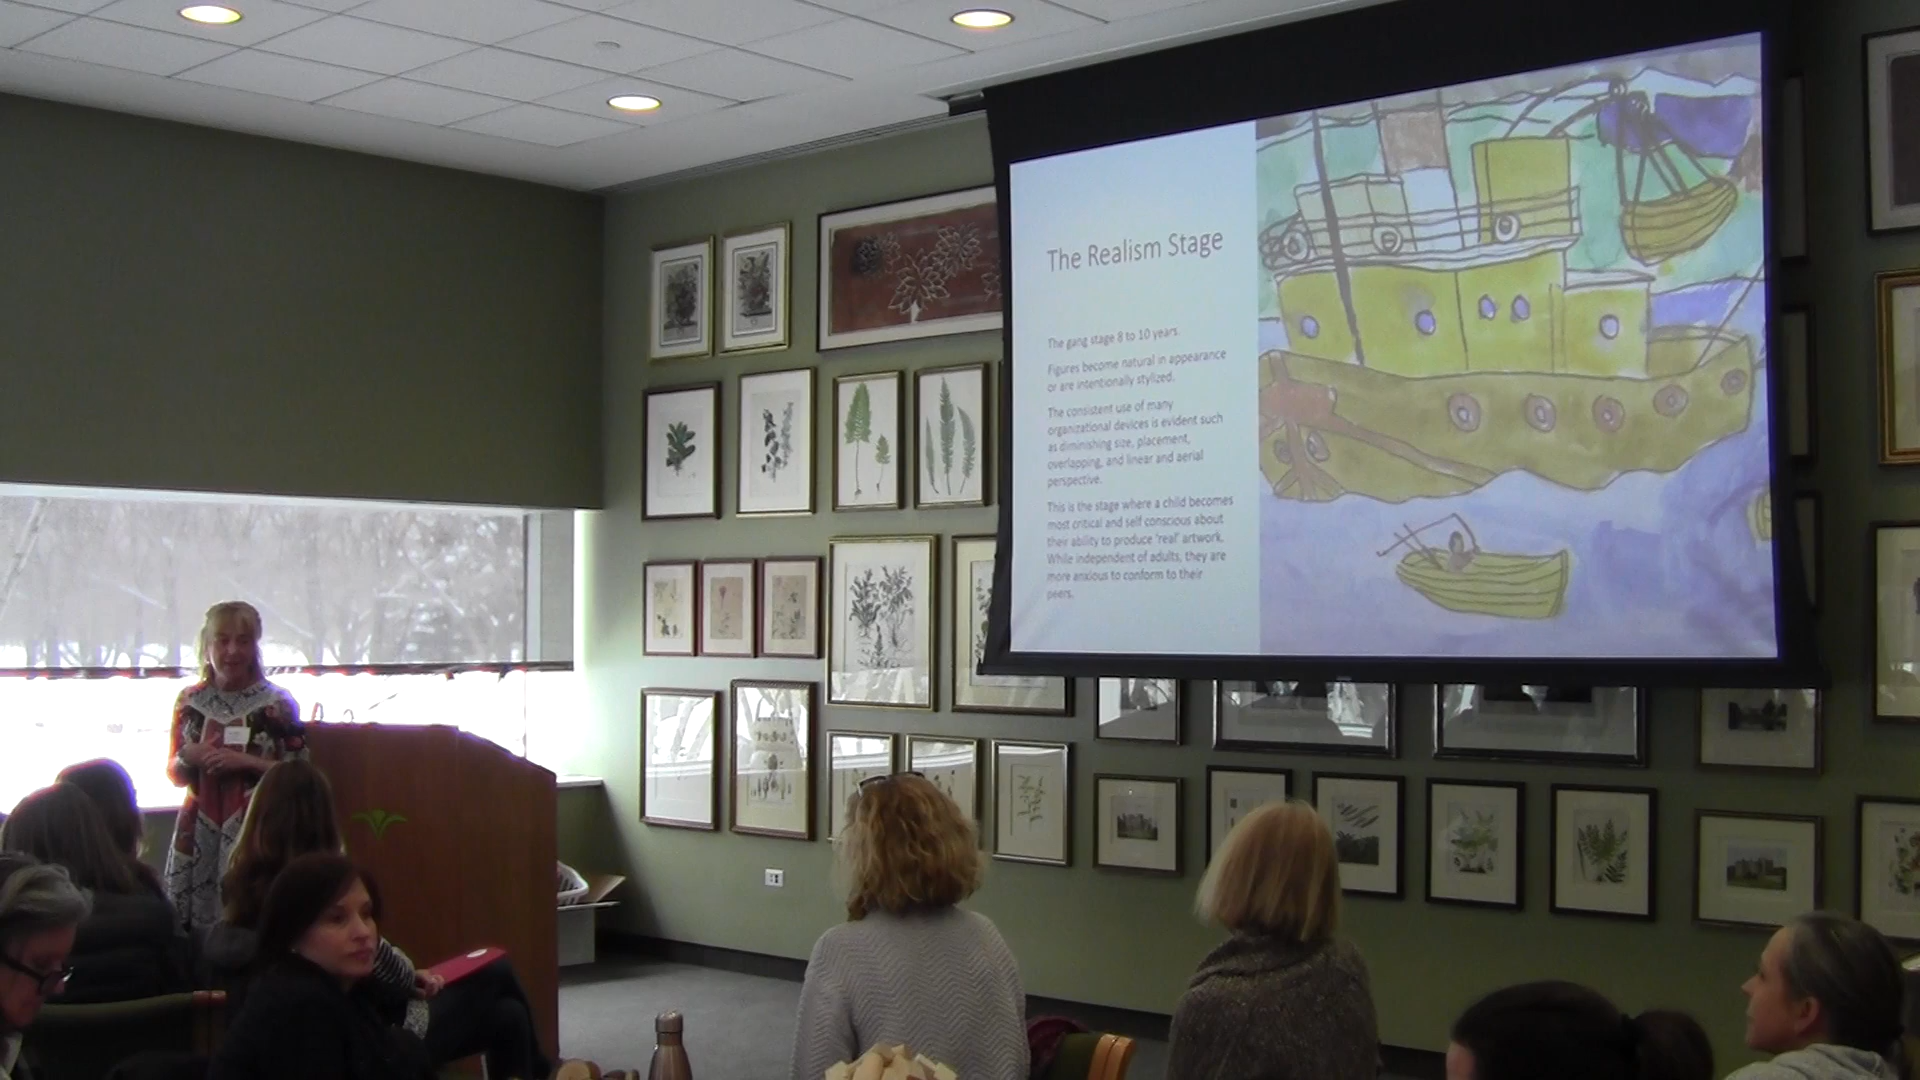 The Realism Stage
The gang stage 8 to 10 years.
Figures become natural in appearance
or are intentionally stylized.
The consistent use of many
organizational devices is evident such
as diminishing size, placement,
overlapping, and linear and aerial
perspective.
This is the stage where a child becomes
most critical and self conscious about
their ability to produce 'real' artwork.
While independent of adults, they are
more anxious to conform to their
peers.